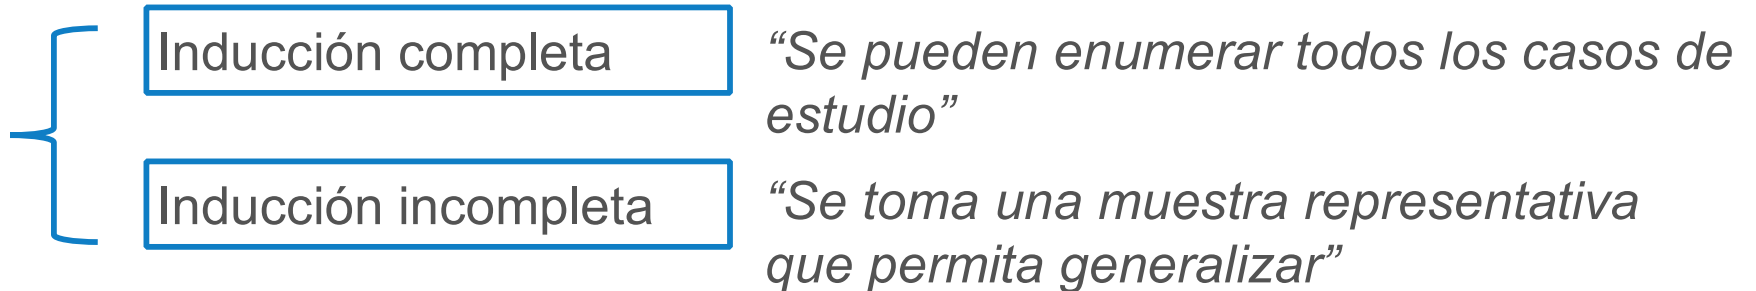 Inducción completa
“Se pueden enumerar todos los casos de
estudio”
Inducción incompleta
“Se toma una muestra representativa
que permita generalizar”